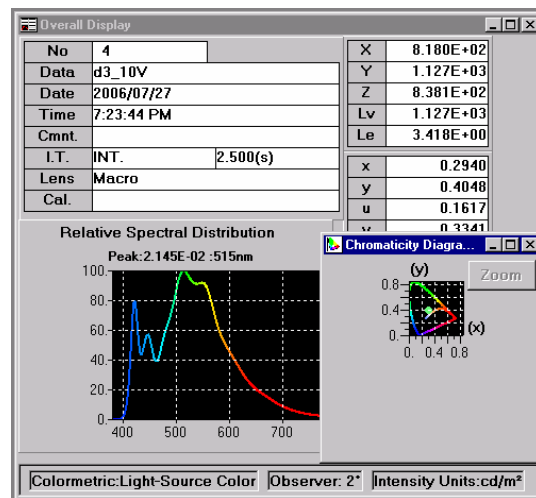 Overall Display
No 4
Data d3_10V
Date 2006/07/27
Time 7:23:44 PM
Cmnt.
I.T. INT. 2.500(s)
Lens Macro
Cal.
X 8.180E+02
Y 1.127E+03
Z 8.381E+02
Lv 1.127E+03
Le 3.418E+00
x 0.2940
y 0.4048
u 0.1617
v 0.3341
Relative Spectral Distribution
Peak:2.145E-02 :515nm
100.
80.
60.
40.
20.
0.
400 500 600 700
Chromaticity Diagra...
Zoom
(y)
0.8
0.4
0.
(x)
0. 0.4 0.8
Colormetric:Light-Source Color Observer: 2° Intensity Units:cd/m²